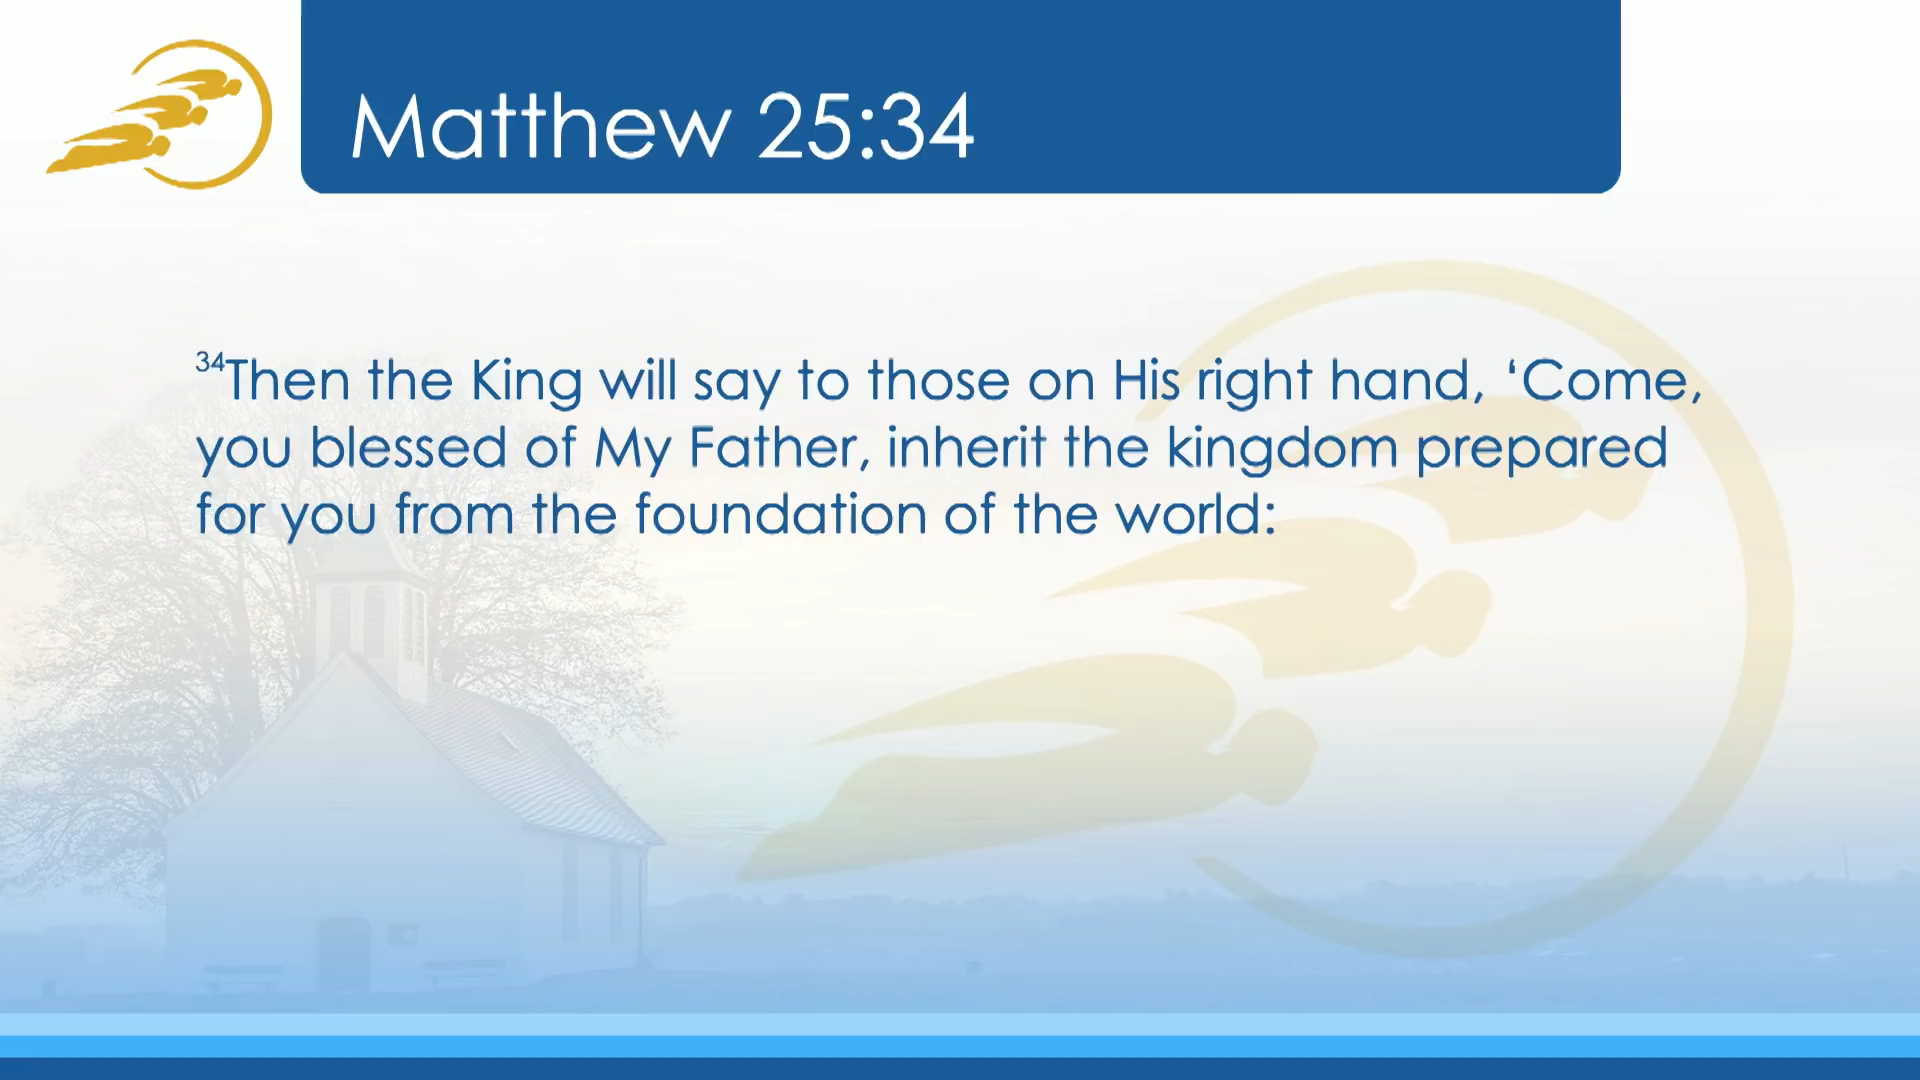 Matthew 25:34
34Then the King will say to those on His right hand, ‘Come,
you blessed of My Father, inherit the kingdom prepared
for you from the foundation of the world: